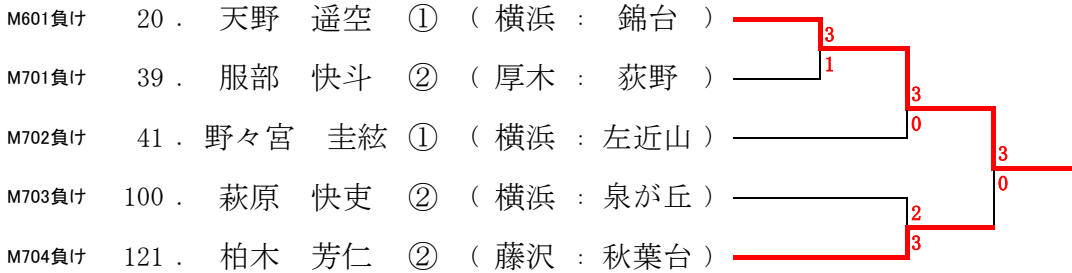 M601負け 20 . 天野 遥空 ① ( 横浜 : 錦台 )
3
M701負け 39 . 服部 快斗 ② ( 厚木 : 荻野 )
1
3
M702負け 41 . 野々宮 圭絃 ① ( 横浜 : 左近山 )
0
3
0
M703負け 100 . 萩原 快吏 ② ( 横浜 : 泉が丘 )
2
M704負け 121 . 柏木 芳仁 ② ( 藤沢 : 秋葉台 )
3